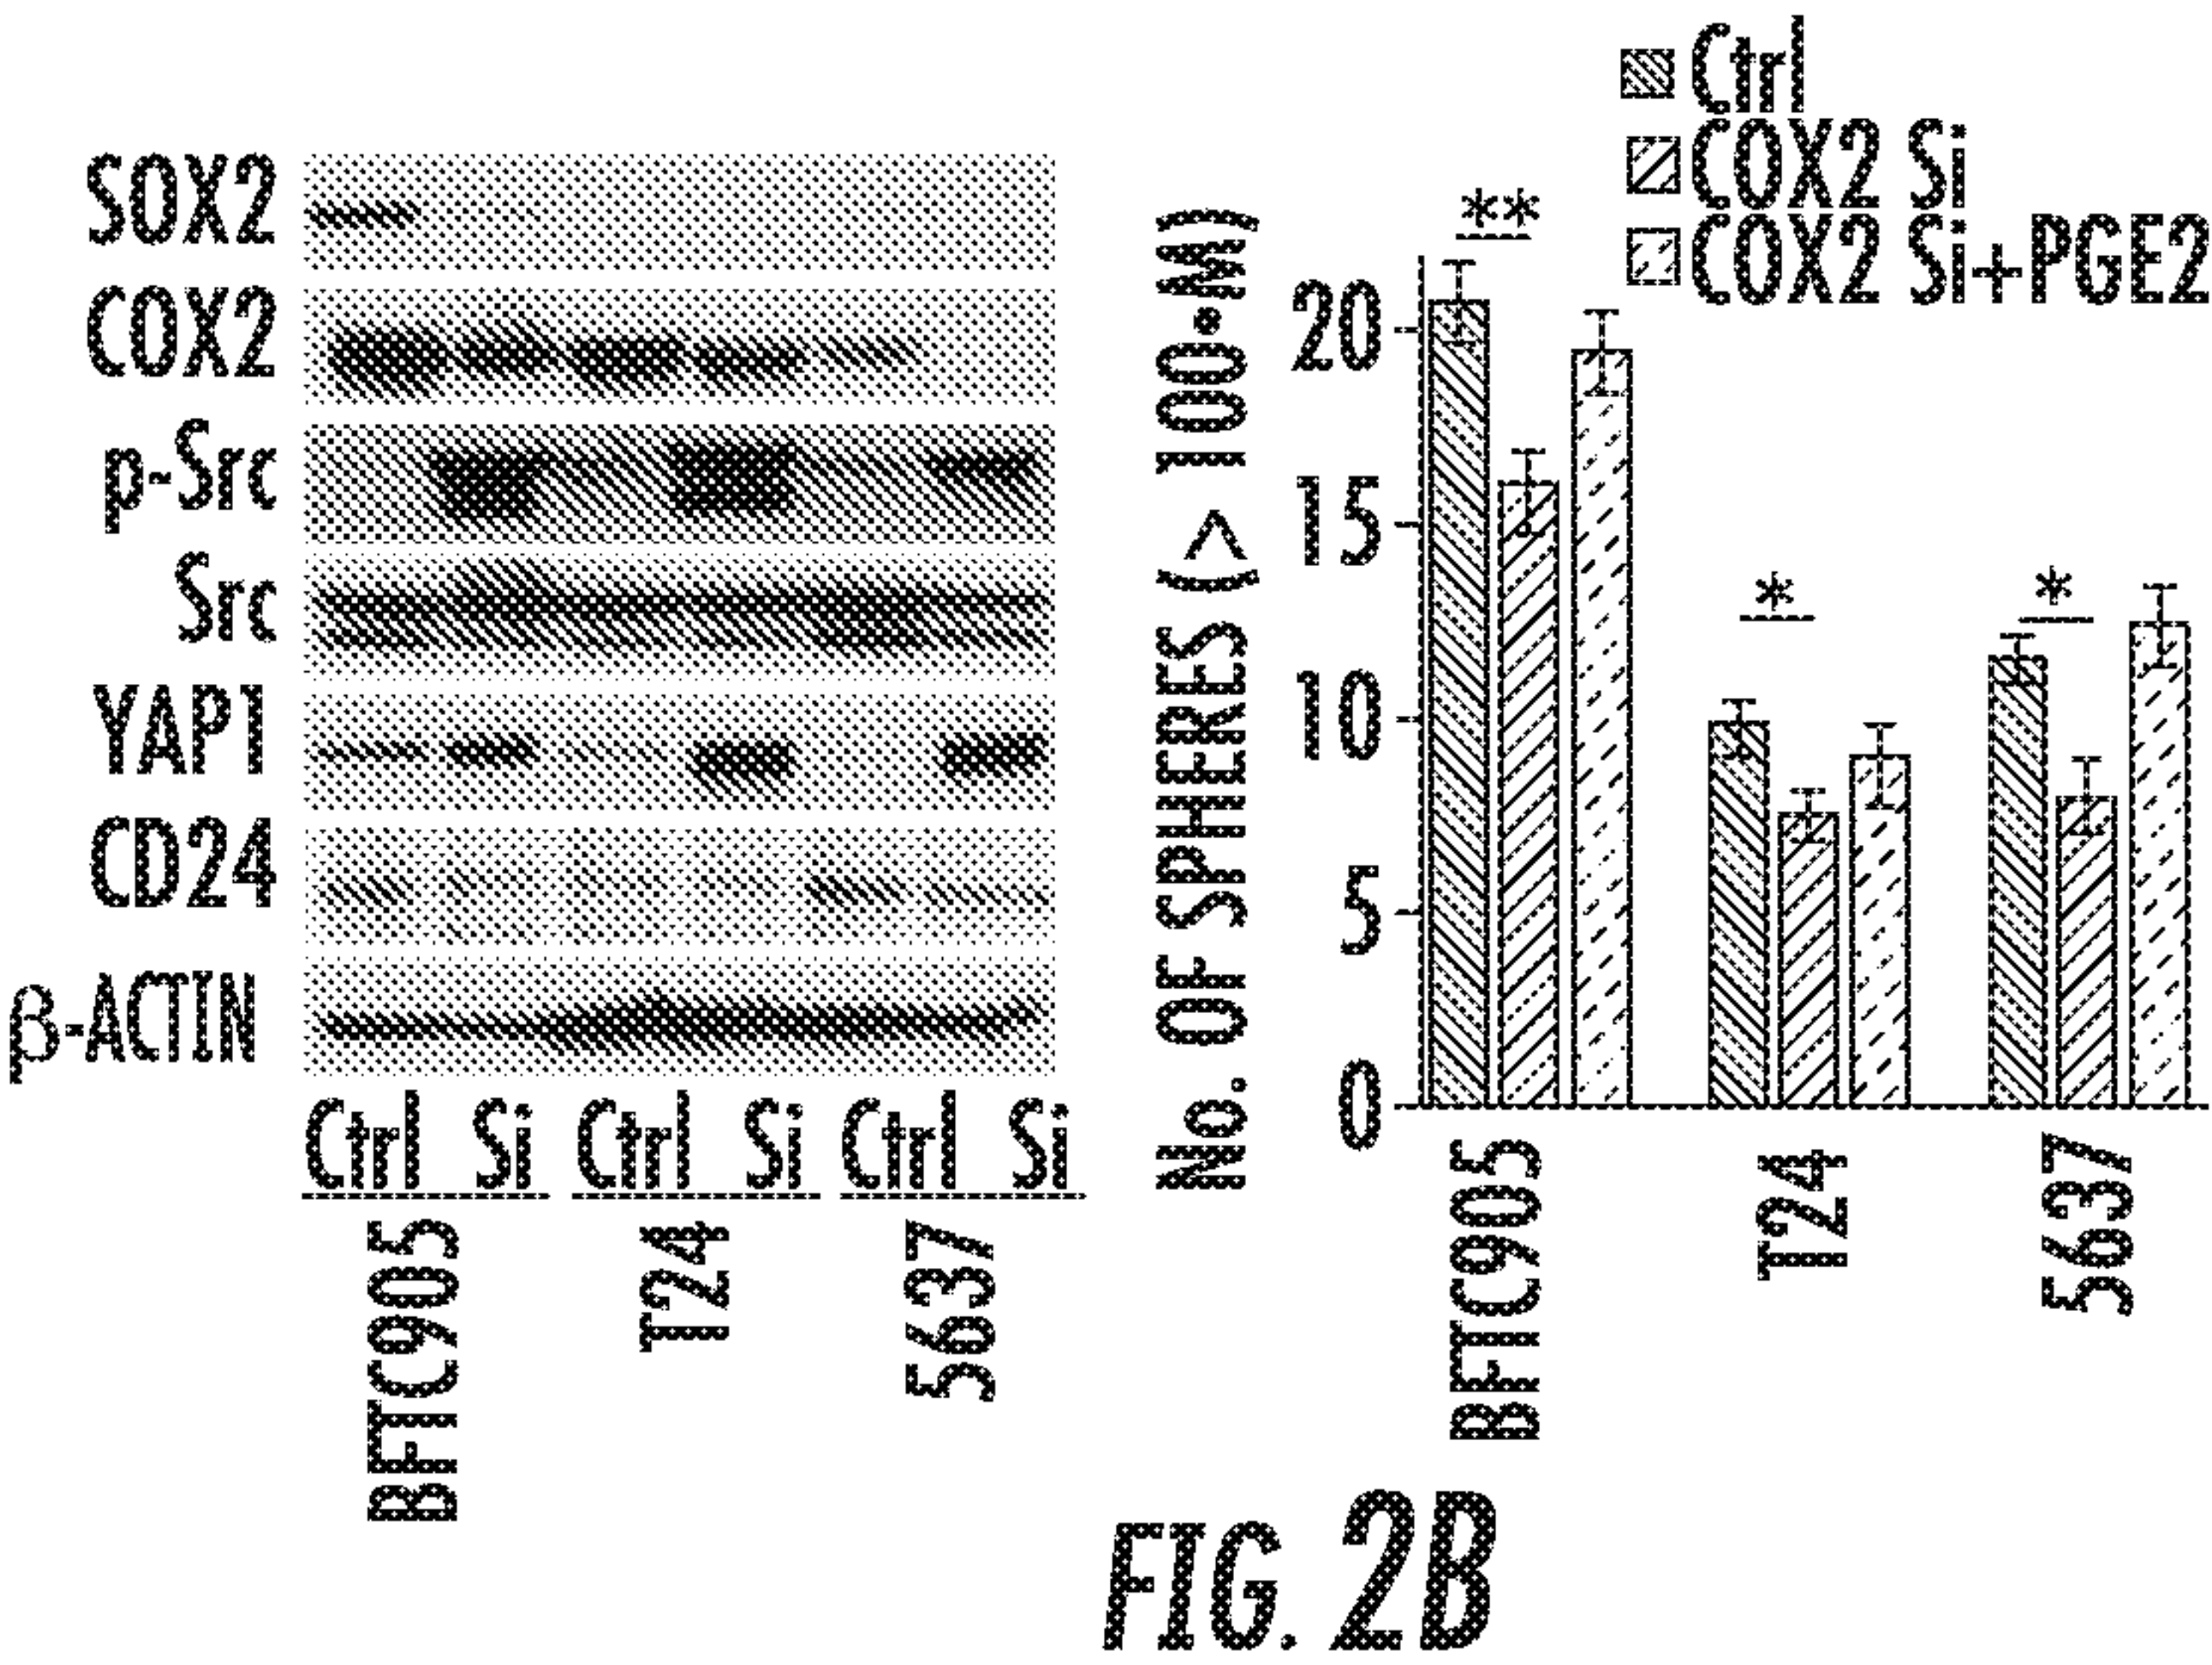 SOX2
COX2
p-Src
Src
YAP1
CD24
β-ACTIN
Ctrl Si Ctrl Si Ctrl Si
BFTC905
T24
5637
Ctrl
COX2 Si
COX2 Si+PGE2
No. OF SPHERES (> 100•M)
20
15
10
5
0
**
*
*
BFTC905
T24
5637
FIG. 2B